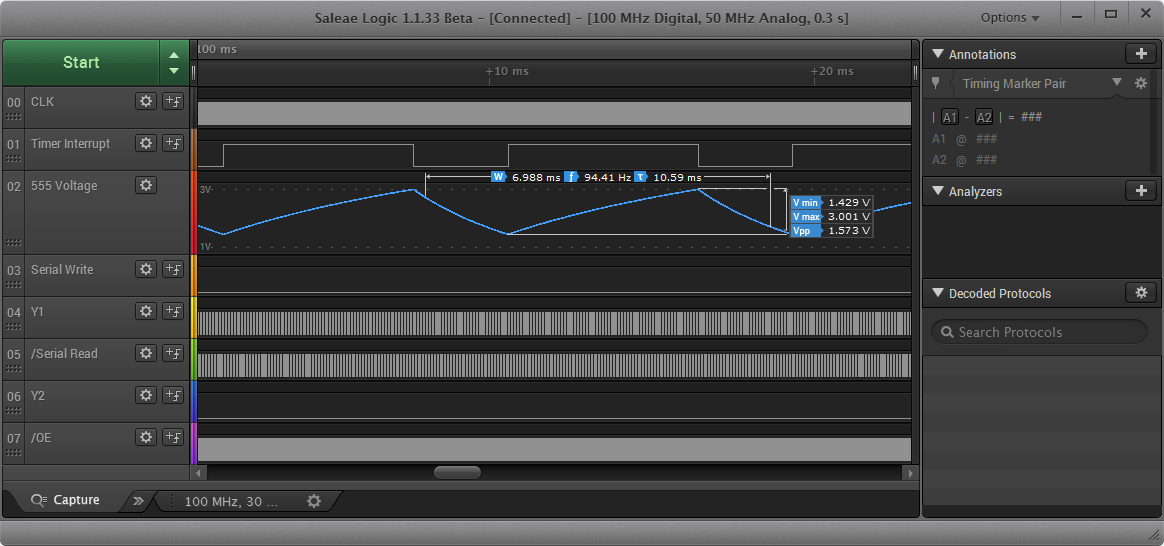 Saleae Logic 1.1.33 Beta - [Connected] - [100 MHz Digital, 50 MHz Analog, 0.3 s]
Options
Start
100 ms
+10 ms
+20 ms
00 CLK
01 Timer Interrupt
02 555 Voltage
3V
1V
W 6.988 ms f 94.41 Hz τ 10.59 ms
V min 1.429 V
V max 3.001 V
Vpp 1.573 V
03 Serial Write
04 Y1
05 /Serial Read
06 Y2
07 /OE
Capture
100 MHz, 30 ...
Annotations
Timing Marker Pair
| A1 - A2 | = ###
A1 @ ###
A2 @ ###
Analyzers
Decoded Protocols
Search Protocols